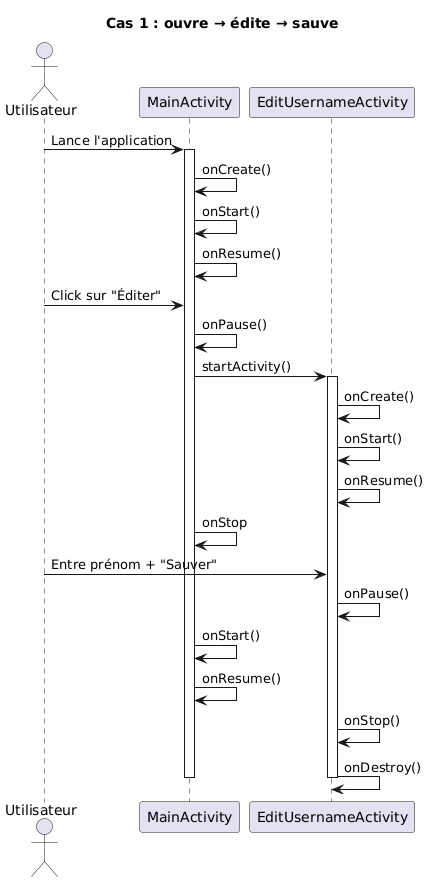 Cas 1 : ouvre → édite → sauve
Utilisateur
MainActivity
EditUsernameActivity
Lance l'application
onCreate()
onStart()
onResume()
Click sur "Éditer"
onPause()
startActivity()
onCreate()
onStart()
onResume()
onStop
Entre prénom + "Sauver"
onPause()
onStart()
onResume()
onStop()
onDestroy()
Utilisateur
MainActivity
EditUsernameActivity